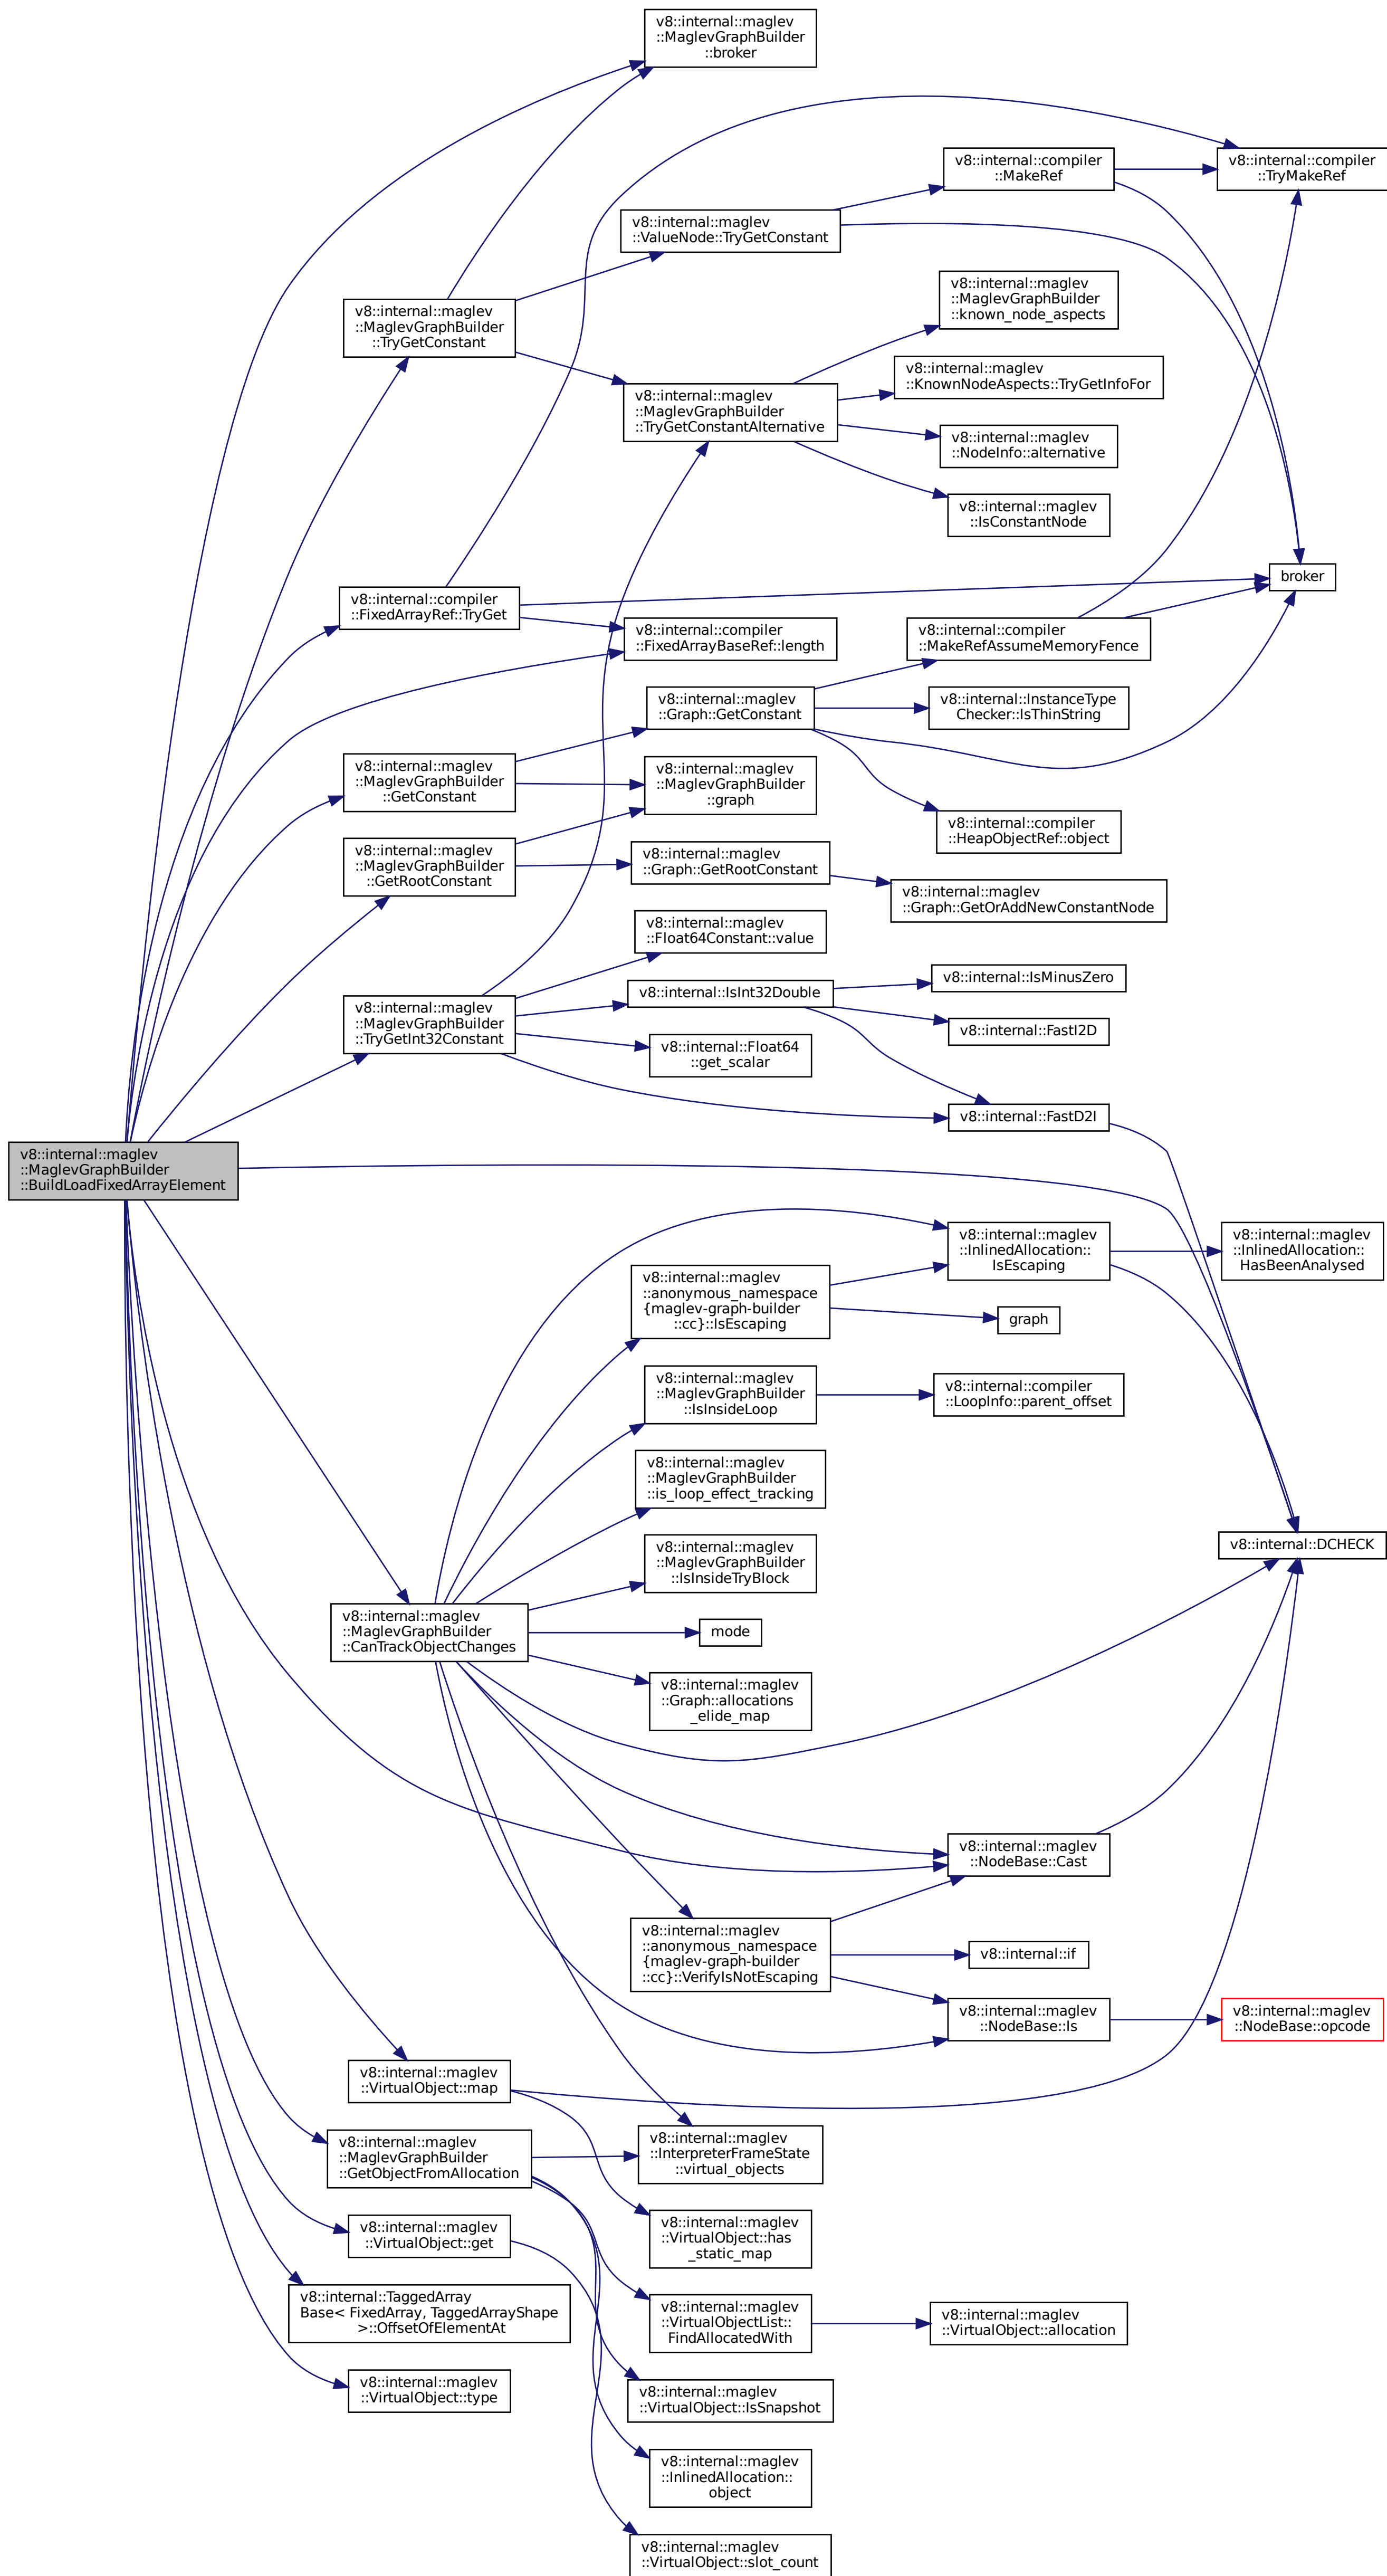 v8::internal::maglev
::MaglevGraphBuilder
::broker
v8::internal::compiler
::MakeRef
v8::internal::compiler
::TryMakeRef
v8::internal::maglev
::ValueNode::TryGetConstant
v8::internal::maglev
::MaglevGraphBuilder
::known_node_aspects
v8::internal::maglev
::MaglevGraphBuilder
::TryGetConstant
v8::internal::maglev
::KnownNodeAspects::TryGetInfoFor
v8::internal::maglev
::MaglevGraphBuilder
::TryGetConstantAlternative
v8::internal::maglev
::NodeInfo::alternative
v8::internal::maglev
::IsConstantNode
broker
v8::internal::compiler
::FixedArrayRef::TryGet
v8::internal::compiler
::FixedArrayBaseRef::length
v8::internal::compiler
::MakeRefAssumeMemoryFence
v8::internal::maglev
::Graph::GetConstant
v8::internal::InstanceType
Checker::IsThinString
v8::internal::maglev
::MaglevGraphBuilder
::GetConstant
v8::internal::maglev
::MaglevGraphBuilder
::graph
v8::internal::compiler
::HeapObjectRef::object
v8::internal::maglev
::MaglevGraphBuilder
::GetRootConstant
v8::internal::maglev
::Graph::GetRootConstant
v8::internal::maglev
::Graph::GetOrAddNewConstantNode
v8::internal::maglev
::Float64Constant::value
v8::internal::IsMinusZero
v8::internal::IsInt32Double
v8::internal::maglev
::MaglevGraphBuilder
::TryGetInt32Constant
v8::internal::FastI2D
v8::internal::Float64
::get_scalar
v8::internal::FastD2I
v8::internal::maglev
::MaglevGraphBuilder
::BuildLoadFixedArrayElement
v8::internal::maglev
::InlinedAllocation::
IsEscaping
v8::internal::maglev
::InlinedAllocation::
HasBeenAnalysed
v8::internal::maglev
::anonymous_namespace
{maglev-graph-builder
::cc}::IsEscaping
graph
v8::internal::maglev
::MaglevGraphBuilder
::IsInsideLoop
v8::internal::compiler
::LoopInfo::parent_offset
v8::internal::maglev
::MaglevGraphBuilder
::is_loop_effect_tracking
v8::internal::DCHECK
v8::internal::maglev
::MaglevGraphBuilder
::IsInsideTryBlock
v8::internal::maglev
::MaglevGraphBuilder
::CanTrackObjectChanges
mode
v8::internal::maglev
::Graph::allocations
_elide_map
v8::internal::maglev
::NodeBase::Cast
v8::internal::maglev
::anonymous_namespace
{maglev-graph-builder
::cc}::VerifyIsNotEscaping
v8::internal::if
v8::internal::maglev
::NodeBase::Is
v8::internal::maglev
::NodeBase::opcode
v8::internal::maglev
::VirtualObject::map
v8::internal::maglev
::MaglevGraphBuilder
::GetObjectFromAllocation
v8::internal::maglev
::InterpreterFrameState
::virtual_objects
v8::internal::maglev
::VirtualObject::get
v8::internal::maglev
::VirtualObject::has
_static_map
v8::internal::TaggedArray
Base< FixedArray, TaggedArrayShape
>::OffsetOfElementAt
v8::internal::maglev
::VirtualObjectList::
FindAllocatedWith
v8::internal::maglev
::VirtualObject::allocation
v8::internal::maglev
::VirtualObject::type
v8::internal::maglev
::VirtualObject::IsSnapshot
v8::internal::maglev
::InlinedAllocation::
object
v8::internal::maglev
::VirtualObject::slot_count